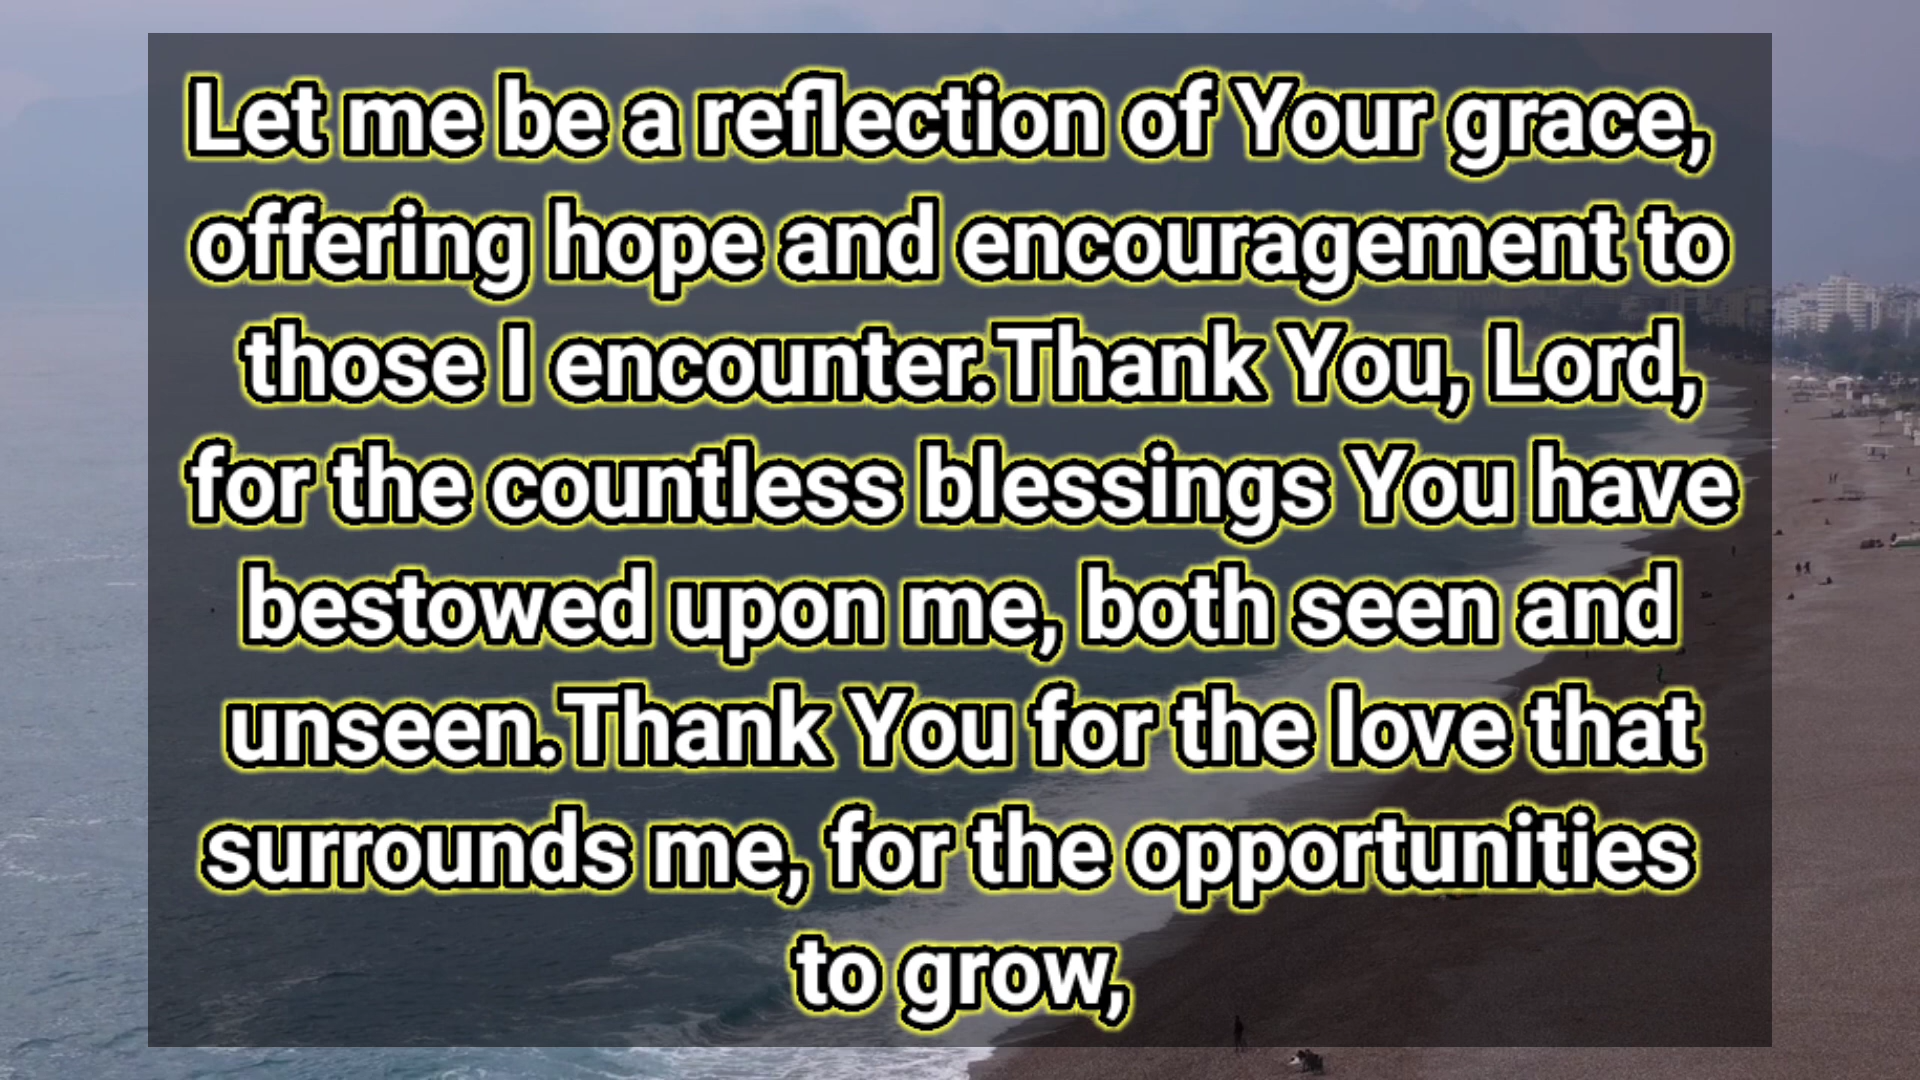 Let me be a reflection of Your grace,
offering hope and encouragement to
those I encounter.Thank You, Lord,
for the countless blessings You have
bestowed upon me, both seen and
unseen.Thank You for the love that
surrounds me, for the opportunities
to grow,